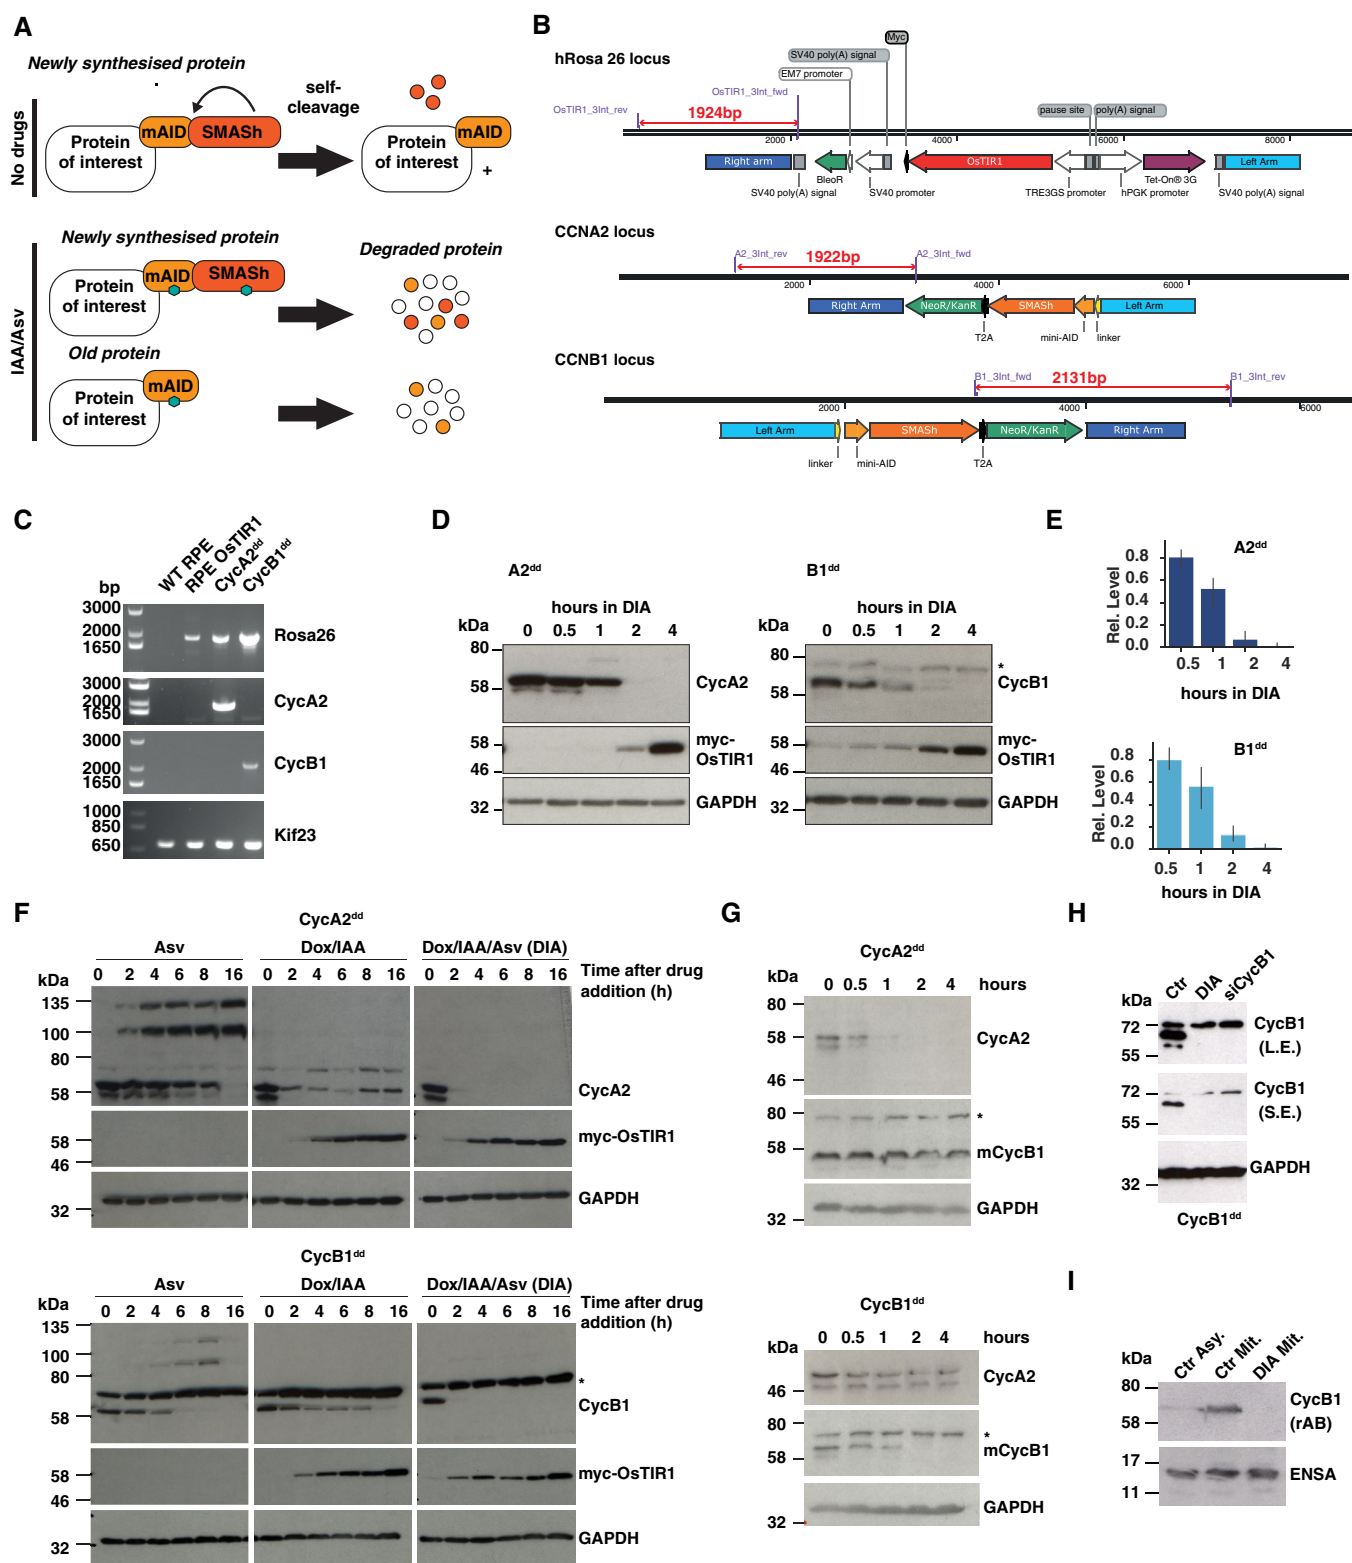 A
Newly synthesised protein
No drugs
Protein of interest
mAID
SMASh
self-cleavage
Protein of interest
mAID
+
IAA/Asv
Newly synthesised protein
Degraded protein
Protein of interest
mAID
SMASh
Old protein
Protein of interest
mAID
B
hRosa 26 locus
Myc
SV40 poly(A) signal
EM7 promoter
OsTIR1_3Int_fwd
OsTIR1_3Int_rev
1924bp
pause site
poly(A) signal
2000
4000
6000
8000
Right arm
BleoR
OsTIR1
Tet-On® 3G
Left Arm
SV40 poly(A) signal
SV40 promoter
TRE3GS promoter
hPGK promoter
SV40 poly(A) signal
CCNA2 locus
A2_3Int_rev
1922bp
A2_3Int_fwd
2000
4000
6000
Right Arm
NeoR/KanR
SMASh
Left Arm
T2A
mini-AID
linker
CCNB1 locus
B1_3Int_fwd
2131bp
B1_3Int_rev
2000
4000
6000
Left Arm
SMASh
NeoR/KanR
Right Arm
linker
mini-AID
T2A
C
bp
WT RPE
RPE OsTIR1
CycA2dd
CycB1dd
3000
2000
1650
Rosa26
3000
2000
1650
CycA2
3000
2000
1650
CycB1
1000
850
650
Kif23
D
A2dd
hours in DIA
kDa
0 0.5 1 2 4
80
58
CycA2
58
46
myc-OsTIR1
32
GAPDH
B1dd
hours in DIA
kDa
0 0.5 1 2 4
80
58
*
CycB1
58
46
myc-OsTIR1
32
GAPDH
E
A2dd
Rel. Level
0.8
0.6
0.4
0.2
0.0
0.5 1 2 4
hours in DIA
B1dd
Rel. Level
0.8
0.6
0.4
0.2
0.0
0.5 1 2 4
hours in DIA
F
CycA2dd
Asv
Dox/IAA
Dox/IAA/Asv (DIA)
kDa
0 2 4 6 8 16
0 2 4 6 8 16
0 2 4 6 8 16
Time after drug addition (h)
135
100
80
58
CycA2
58
46
myc-OsTIR1
32
GAPDH
CycB1dd
Asv
Dox/IAA
Dox/IAA/Asv (DIA)
kDa
0 2 4 6 8 16
0 2 4 6 8 16
0 2 4 6 8 16
Time after drug addition (h)
135
100
80
58
*
CycB1
58
46
myc-OsTIR1
32
GAPDH
G
CycA2dd
kDa
0 0.5 1 2 4 hours
80
58
46
CycA2
80
58
*
mCycB1
32
GAPDH
CycB1dd
kDa
0 0.5 1 2 4 hours
46
CycA2
80
58
*
mCycB1
32
GAPDH
H
kDa
Ctr
DIA
siCycB1
72
55
CycB1 (L.E.)
72
55
CycB1 (S.E.)
32
GAPDH
CycB1dd
I
kDa
Ctr Asy.
Ctr Mit.
DIA Mit.
80
58
CycB1 (rAB)
17
11
ENSA